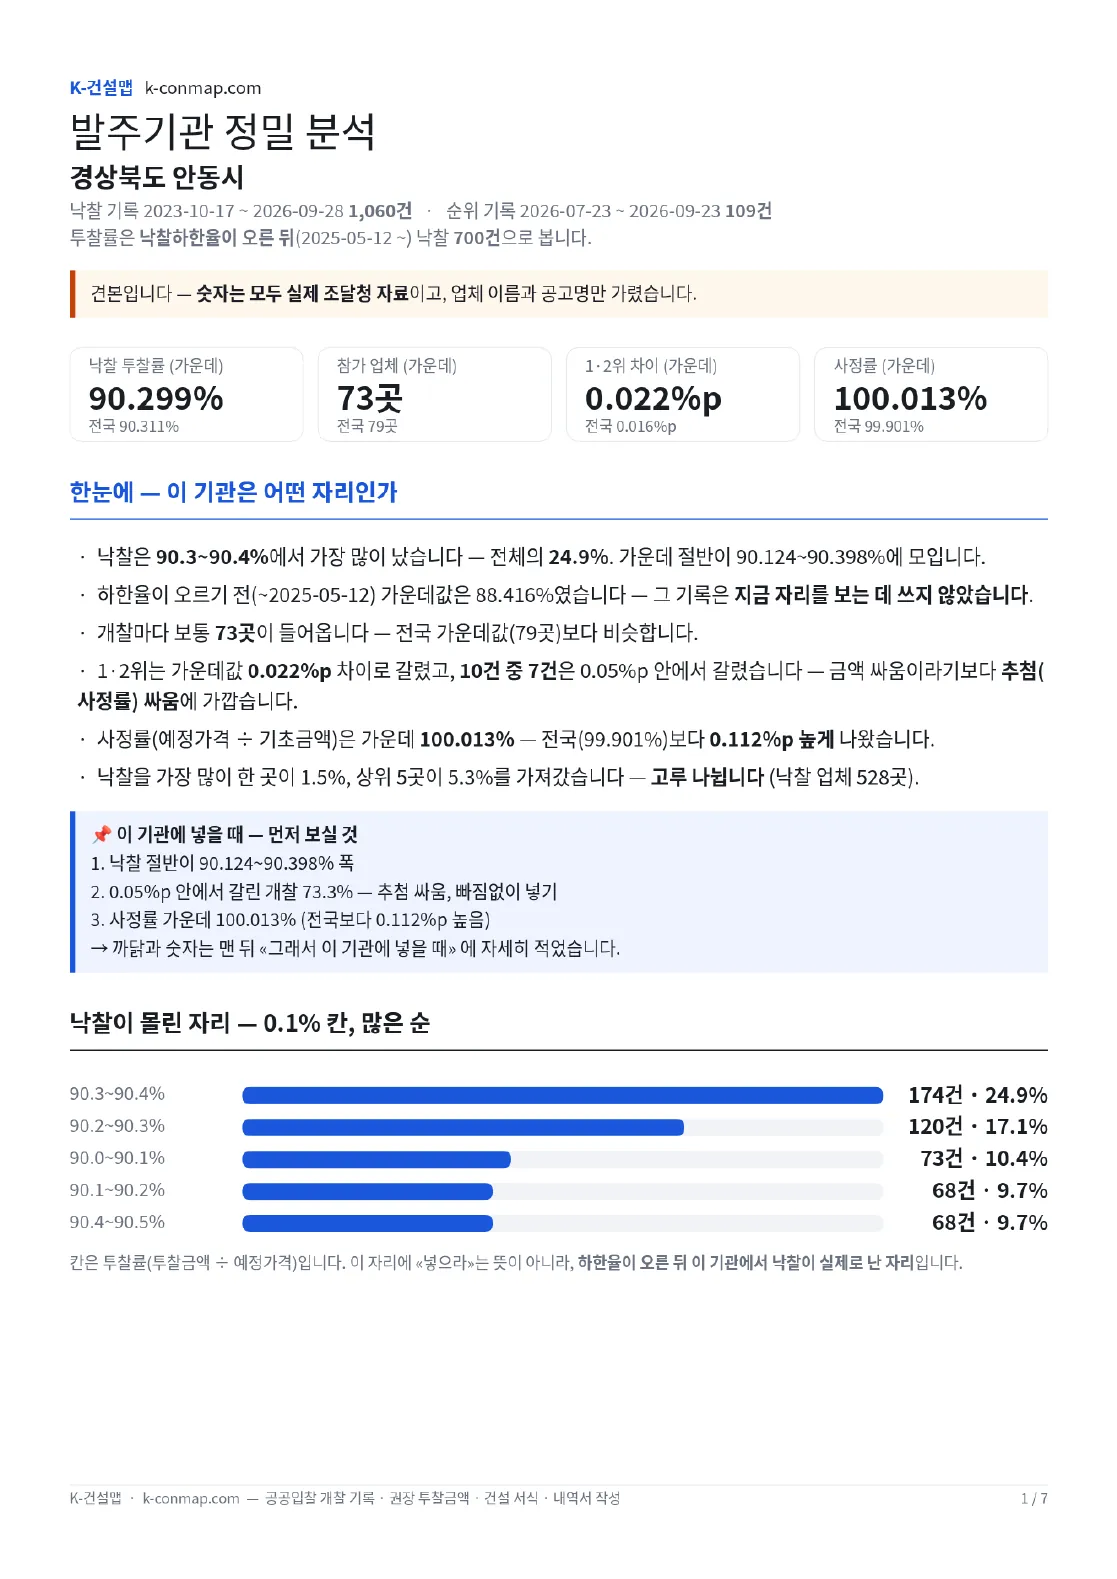 K-건설맵 k-conmap.com
발주기관 정밀 분석
경상북도 안동시
낙찰 기록 2023-10-17 ~ 2026-09-28 1,060건 · 순위 기록 2026-07-23 ~ 2026-09-23 109건
투찰률은 낙찰하한율이 오른 뒤(2025-05-12 ~) 낙찰 700건으로 봅니다.
견본입니다 — 숫자는 모두 실제 조달청 자료이고, 업체 이름과 공고명만 가렸습니다.
낙찰 투찰률 (가운데)
90.299%
전국 90.311%
참가 업체 (가운데)
73곳
전국 79곳
1·2위 차이 (가운데)
0.022%p
전국 0.016%p
사정률 (가운데)
100.013%
전국 99.901%
한눈에 — 이 기관은 어떤 자리인가
· 낙찰은 90.3~90.4%에서 가장 많이 났습니다 — 전체의 24.9%. 가운데 절반이 90.124~90.398%에 모입니다.
· 하한율이 오르기 전(~2025-05-12) 가운데값은 88.416%였습니다 — 그 기록은 지금 자리를 보는 데 쓰지 않았습니다.
· 개찰마다 보통 73곳이 들어옵니다 — 전국 가운데값(79곳)보다 비슷합니다.
· 1·2위는 가운데값 0.022%p 차이로 갈렸고, 10건 중 7건은 0.05%p 안에서 갈렸습니다 — 금액 싸움이라기보다 추첨(
사정률) 싸움에 가깝습니다.
· 사정률(예정가격 ÷ 기초금액)은 가운데 100.013% — 전국(99.901%)보다 0.112%p 높게 나왔습니다.
· 낙찰을 가장 많이 한 곳이 1.5%, 상위 5곳이 5.3%를 가져갔습니다 — 고루 나뉩니다 (낙찰 업체 528곳).
📌 이 기관에 넣을 때 — 먼저 보실 것
1. 낙찰 절반이 90.124~90.398% 폭
2. 0.05%p 안에서 갈린 개찰 73.3% — 추첨 싸움, 빠짐없이 넣기
3. 사정률 가운데 100.013% (전국보다 0.112%p 높음)
→ 까닭과 숫자는 맨 뒤 «그래서 이 기관에 넣을 때» 에 자세히 적었습니다.
낙찰이 몰린 자리 — 0.1% 칸, 많은 순
90.3~90.4% 174건 · 24.9%
90.2~90.3% 120건 · 17.1%
90.0~90.1% 73건 · 10.4%
90.1~90.2% 68건 · 9.7%
90.4~90.5% 68건 · 9.7%
칸은 투찰률(투찰금액 ÷ 예정가격)입니다. 이 자리에 «넣으라»는 뜻이 아니라, 하한율이 오른 뒤 이 기관에서 낙찰이 실제로 난 자리입니다.
K-건설맵 · k-conmap.com — 공공입찰 개찰 기록 · 권장 투찰금액 · 건설 서식 · 내역서 작성 1 / 7